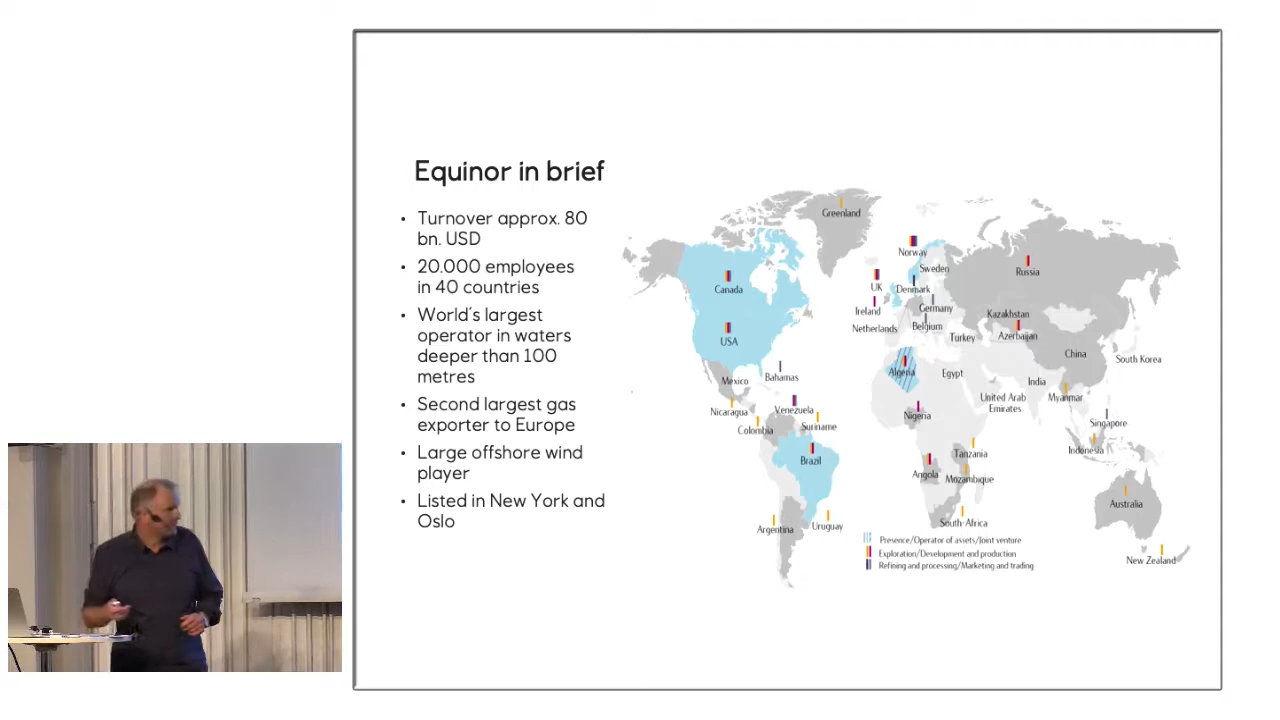 Equinor in brief
• Turnover approx. 80
bn. USD
• 20.000 employees
in 40 countries
• World's largest
operator in waters
deeper than 100
metres
• Second largest gas
exporter to Europe
• Large offshore wind
player
• Listed in New York and
Oslo
Greenland
Norway
Sweden
Russia
Canada
UK
Denmark
Ireland
Germany
Kazakhstan
Netherlands
Belgium
Turkey
Azerbaijan
USA
China
South Korea
Mexico
Bahamas
Algeria
Egypt
India
United Arab
Emirates
Myanmar
Nicaragua
Venezuela
Suriname
Colombia
Nigeria
Singapore
Indonesia
Brazil
Tanzania
Angola
Mozambique
Australia
Argentina
Uruguay
South-Africa
New Zealand
Presence/Operator of assets/Joint venture
Exploration/Development and production
Refining and processing/Marketing and trading